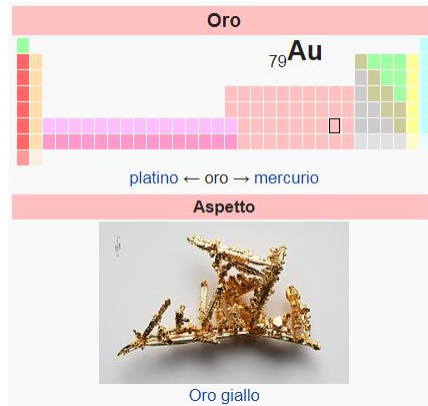 Oro
79Au
platino ← oro → mercurio
Aspetto
Oro giallo